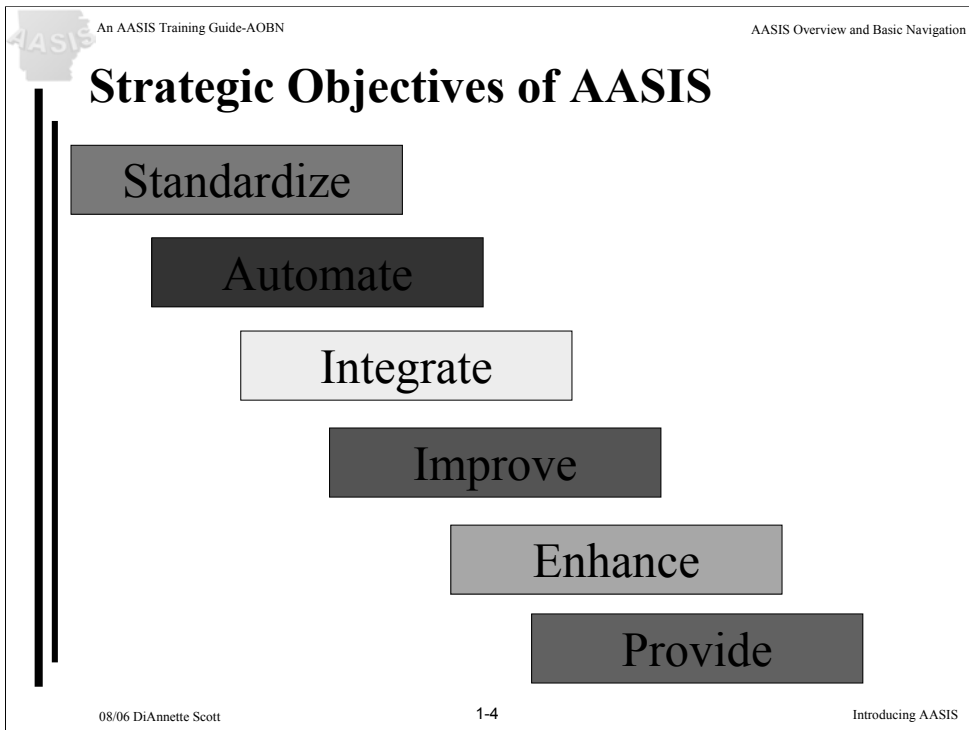 AASIS
An AASIS Training Guide-AOBN
AASIS Overview and Basic Navigation
Strategic Objectives of AASIS
Standardize
Automate
Integrate
Improve
Enhance
Provide
08/06 DiAnnette Scott
1-4
Introducing AASIS